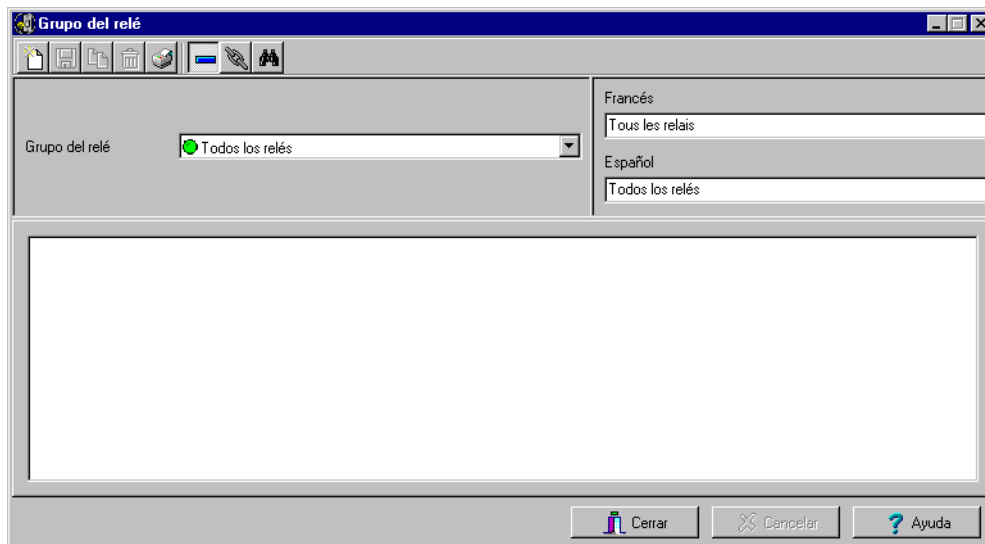 Grupo del relé
Francés
Tous les relais
Grupo del relé
Todos los relés
Español
Todos los relés
Cerrar
Cancelar
Ayuda